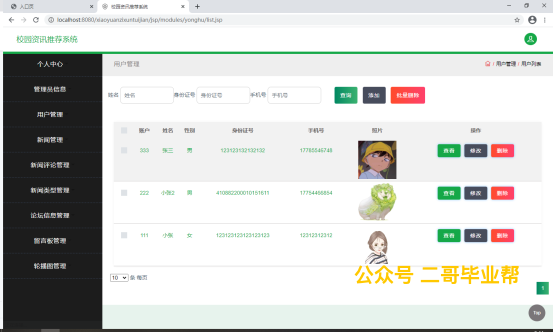 入口页
校园资讯推荐系统
localhost:8080/xiaoyuanzixuntuijian/jsp/modules/yonghu/list.jsp
校园资讯推荐系统
个人中心
管理员信息
用户管理
新闻管理
新闻评论管理
新闻类型管理
论坛信息管理
留言板管理
轮播图管理
用户管理
/ 用户管理 / 用户列表
姓名 姓名 身份证号 身份证号 手机号 手机号 查询 添加 批量删除
账户 姓名 性别 身份证号 手机号 照片 操作
333 张三 男 123123132132132 17785546746 查看 修改 删除
222 小张2 男 410882200010151611 17754466854 查看 修改 删除
111 小张 女 123123123123123123 12312312312 查看 修改 删除
10 条 每页
公众号 二哥毕业帮
1
Top